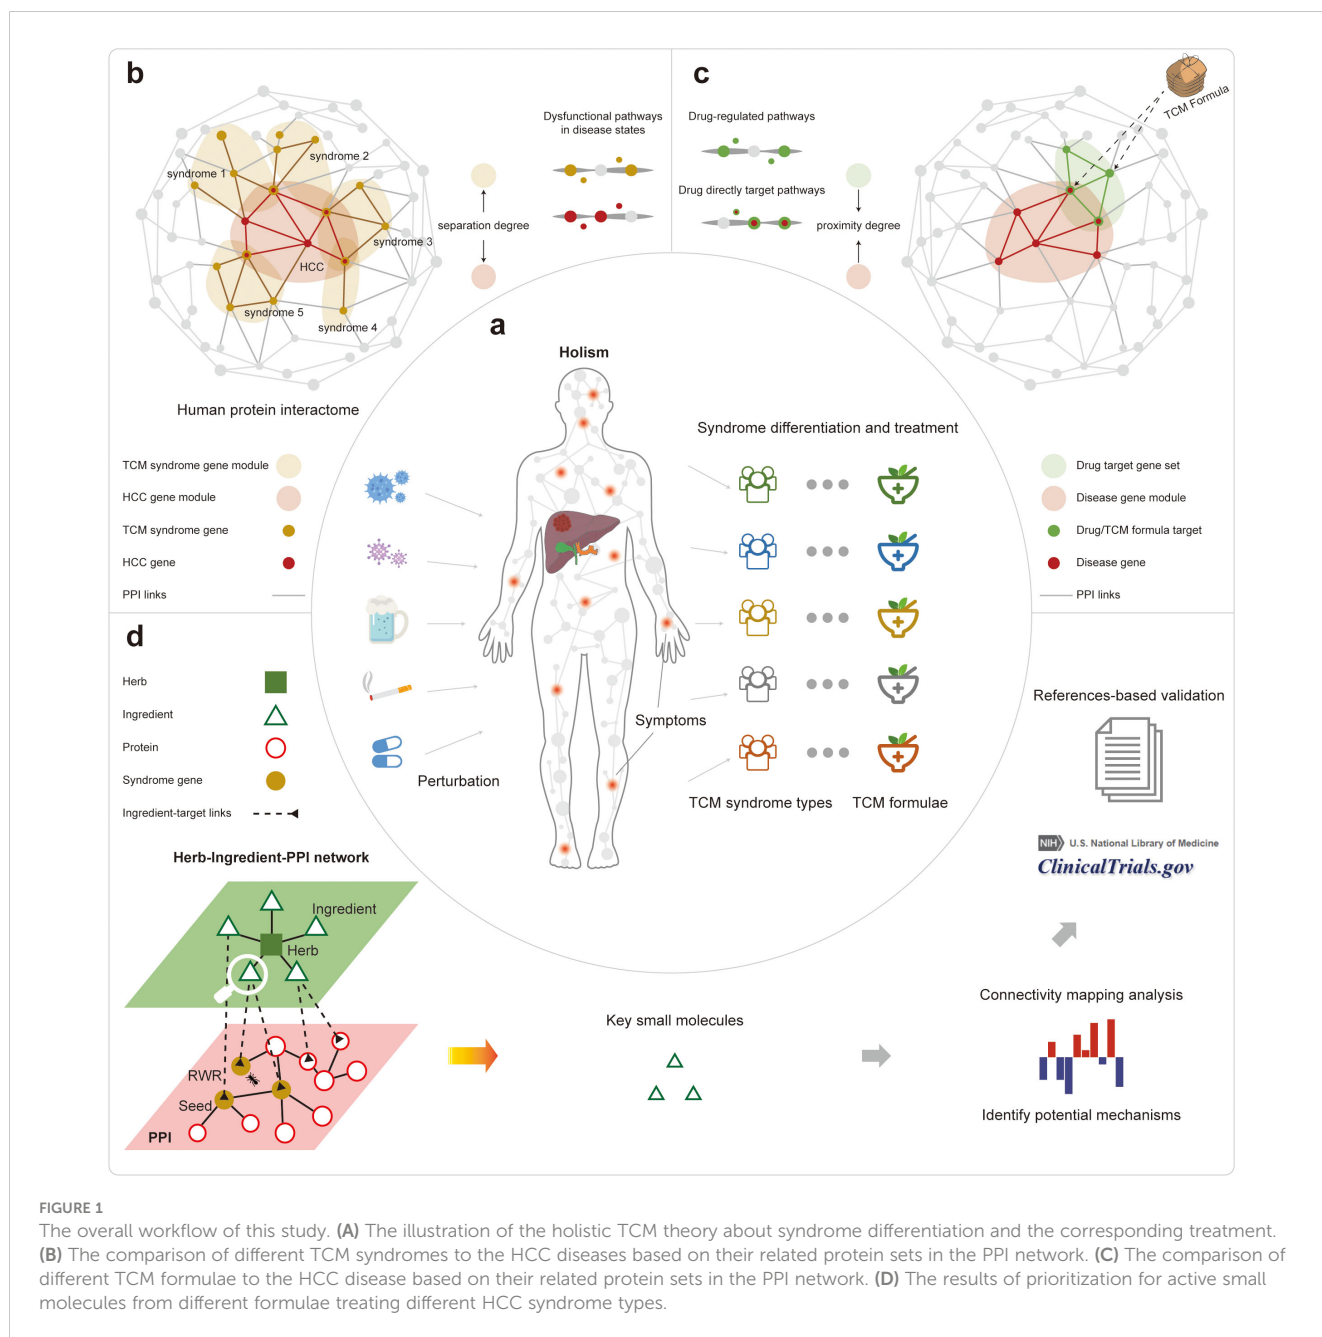 b
syndrome 1
syndrome 2
syndrome 3
HCC
syndrome 5
syndrome 4
Human protein interactome
Dysfunctional pathways
in disease states
separation degree
TCM syndrome gene module
HCC gene module
TCM syndrome gene
HCC gene
PPI links
c
Drug-regulated pathways
Drug directly target pathways
proximity degree
TCM Formula
Drug target gene set
Disease gene module
Drug/TCM formula target
Disease gene
PPI links
a
Holism
Syndrome differentiation and treatment
Symptoms
Perturbation
TCM syndrome types
TCM formulae
d
Herb
Ingredient
Protein
Syndrome gene
Ingredient-target links
Herb-Ingredient-PPI network
Ingredient
Herb
RWR
Seed
PPI
Key small molecules
References-based validation
NIH U.S. National Library of Medicine
ClinicalTrials.gov
Connectivity mapping analysis
Identify potential mechanisms
FIGURE 1
The overall workflow of this study. (A) The illustration of the holistic TCM theory about syndrome differentiation and the corresponding treatment.
(B) The comparison of different TCM syndromes to the HCC diseases based on their related protein sets in the PPI network. (C) The comparison of
different TCM formulae to the HCC disease based on their related protein sets in the PPI network. (D) The results of prioritization for active small
molecules from different formulae treating different HCC syndrome types.